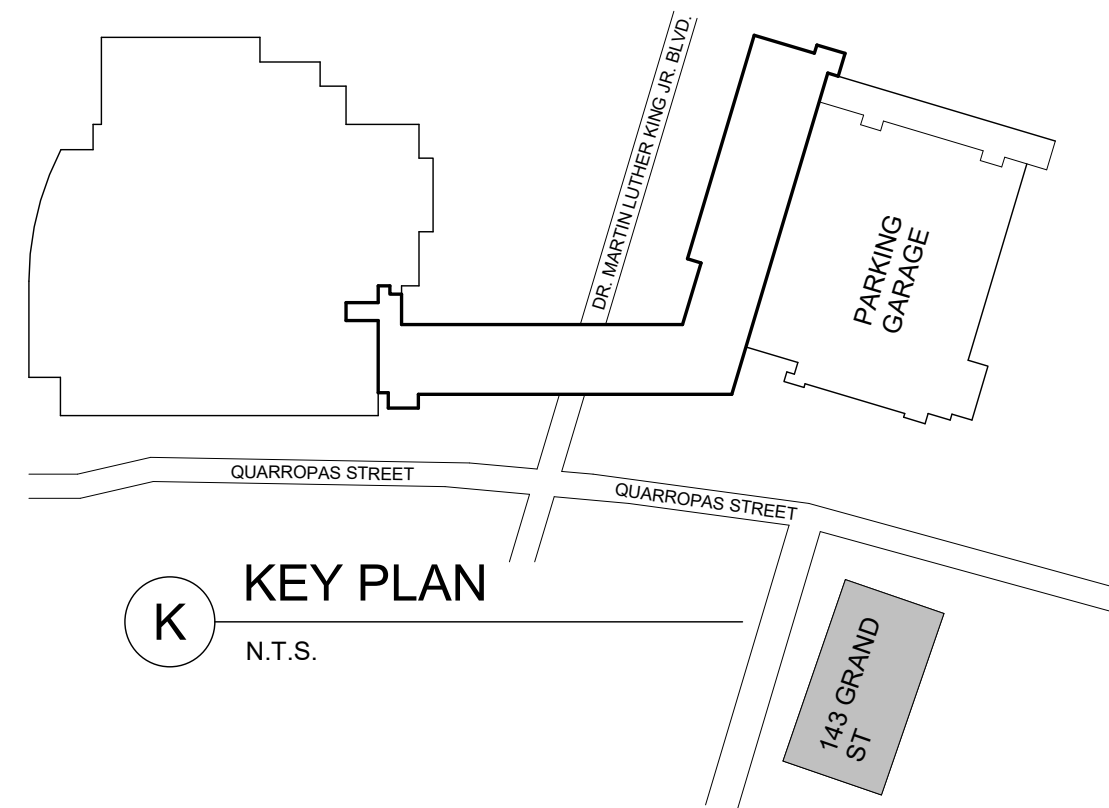 DR. MARTIN LUTHER KING JR. BLVD.
PARKING
GARAGE
QUARROPAS STREET
QUARROPAS STREET
KEY PLAN
K
N.T.S.
143 GRAND
ST